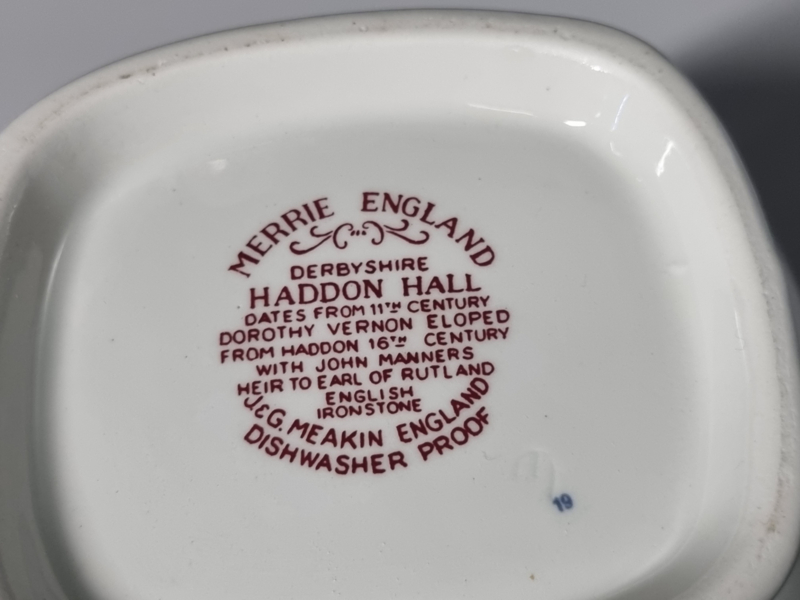 MERRIE ENGLAND
DERBYSHIRE
HADDON HALL
DATES FROM 11TH CENTURY
DOROTHY VERNON ELOPED
FROM HADDON 16TH CENTURY
WITH JOHN MANNERS
HEIR TO EARL OF RUTLAND
ENGLISH
IRONSTONE
J&G. MEAKIN ENGLAND
DISHWASHER PROOF
19